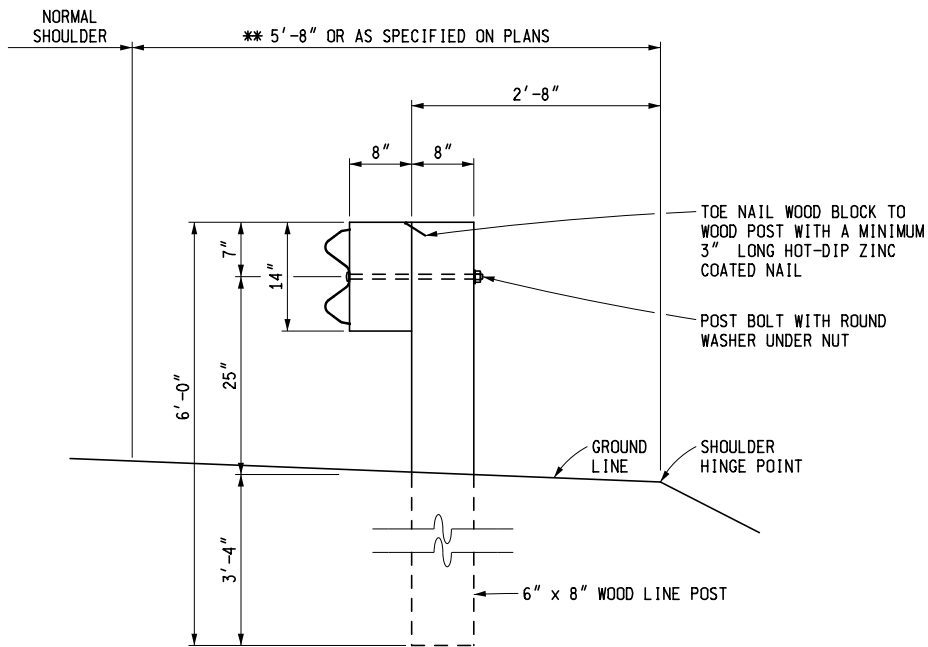 NORMAL
SHOULDER
** 5'-8" OR AS SPECIFIED ON PLANS
2'-8"
8"
8"
TOE NAIL WOOD BLOCK TO
WOOD POST WITH A MINIMUM
3" LONG HOT-DIP ZINC
COATED NAIL
7"
14"
POST BOLT WITH ROUND
WASHER UNDER NUT
25"
6'-0"
GROUND
LINE
SHOULDER
HINGE POINT
3'-4"
6" x 8" WOOD LINE POST